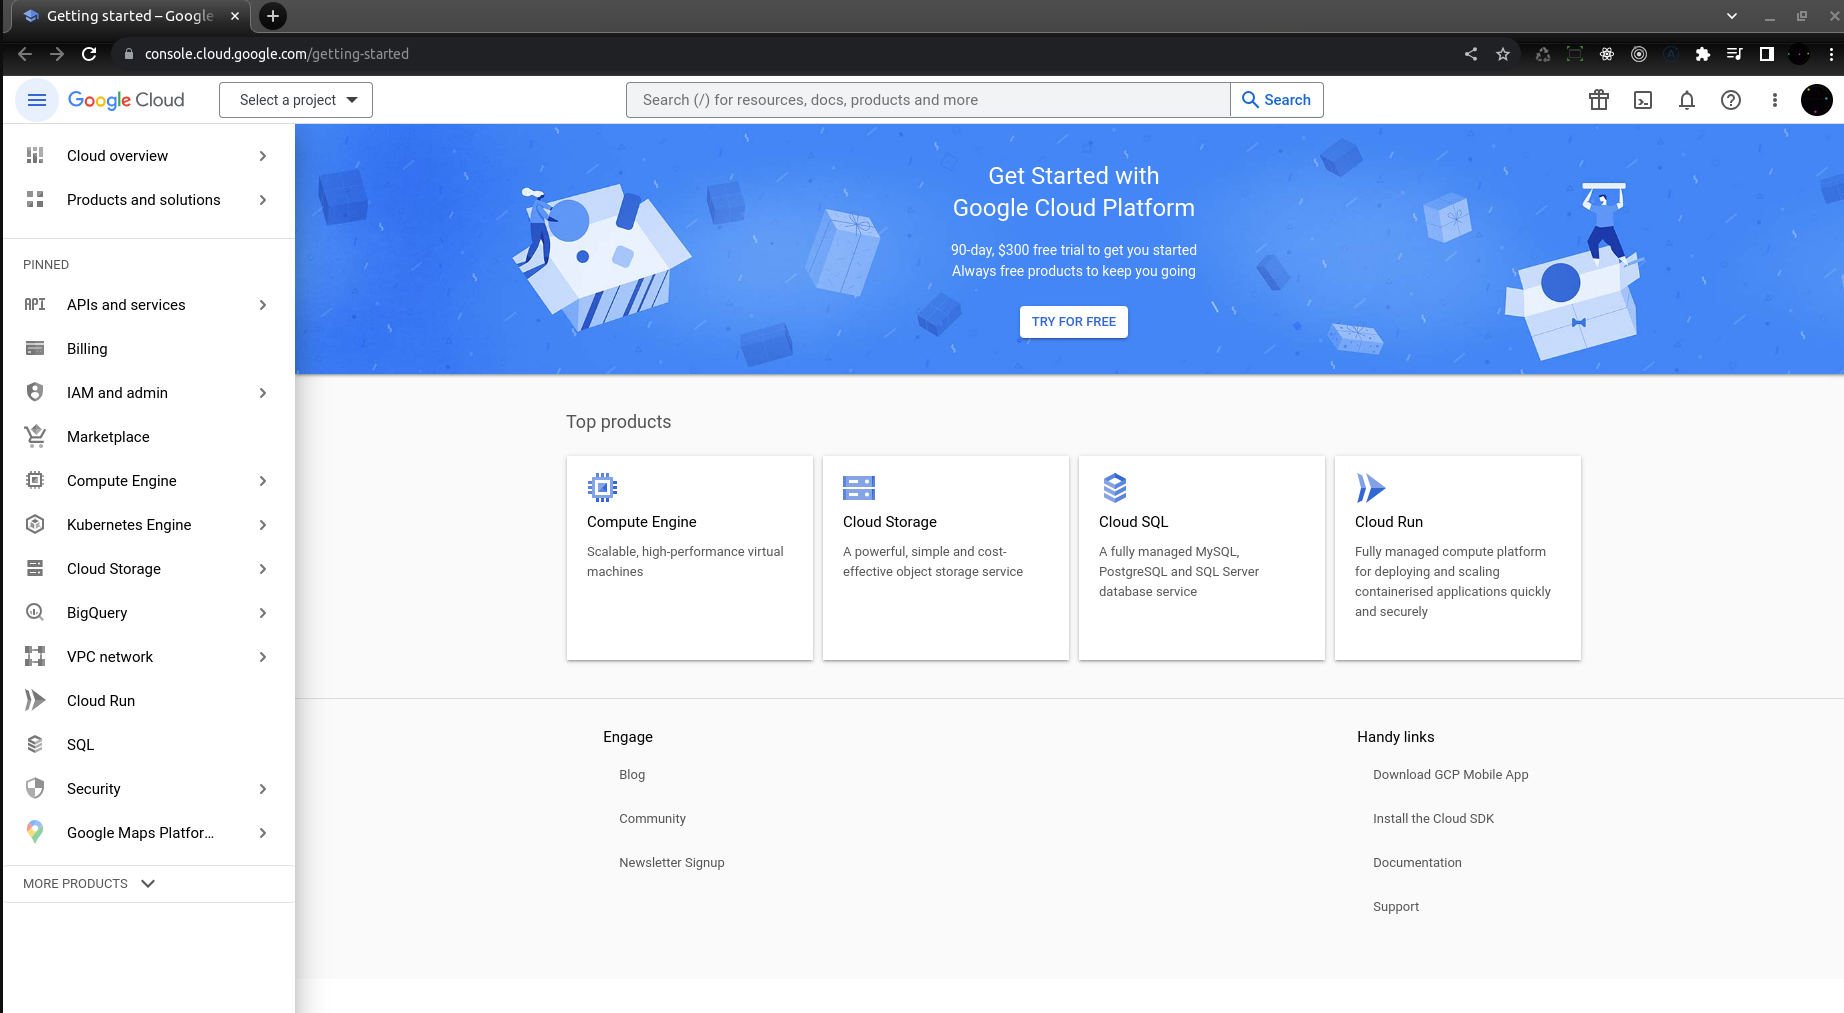 Getting started – Google
console.cloud.google.com/getting-started
Google Cloud
Select a project
Search (/) for resources, docs, products and more
Search
Cloud overview
Products and solutions
PINNED
API APIs and services
Billing
IAM and admin
Marketplace
Compute Engine
Kubernetes Engine
Cloud Storage
BigQuery
VPC network
Cloud Run
SQL
Security
Google Maps Platfor...
MORE PRODUCTS
Get Started with
Google Cloud Platform
90-day, $300 free trial to get you started
Always free products to keep you going
TRY FOR FREE
Top products
Compute Engine
Scalable, high-performance virtual
machines
Cloud Storage
A powerful, simple and cost-
effective object storage service
Cloud SQL
A fully managed MySQL,
PostgreSQL and SQL Server
database service
Cloud Run
Fully managed compute platform
for deploying and scaling
containerised applications quickly
and securely
Engage
Blog
Community
Newsletter Signup
Handy links
Download GCP Mobile App
Install the Cloud SDK
Documentation
Support